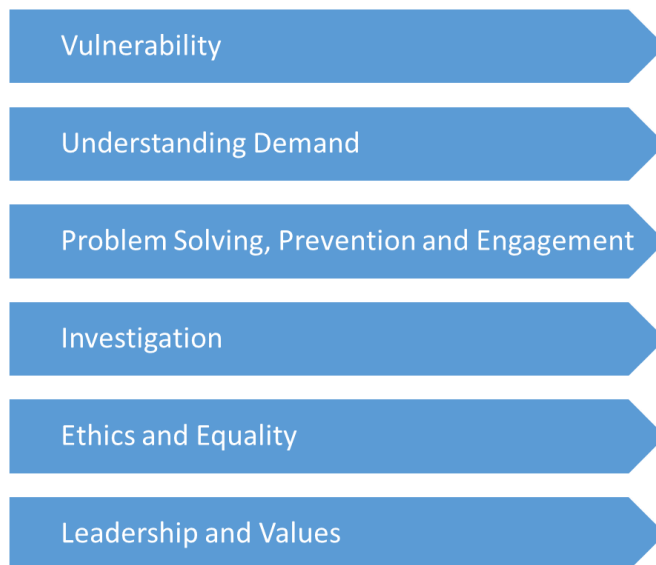 Vulnerability
Understanding Demand
Problem Solving, Prevention and Engagement
Investigation
Ethics and Equality
Leadership and Values